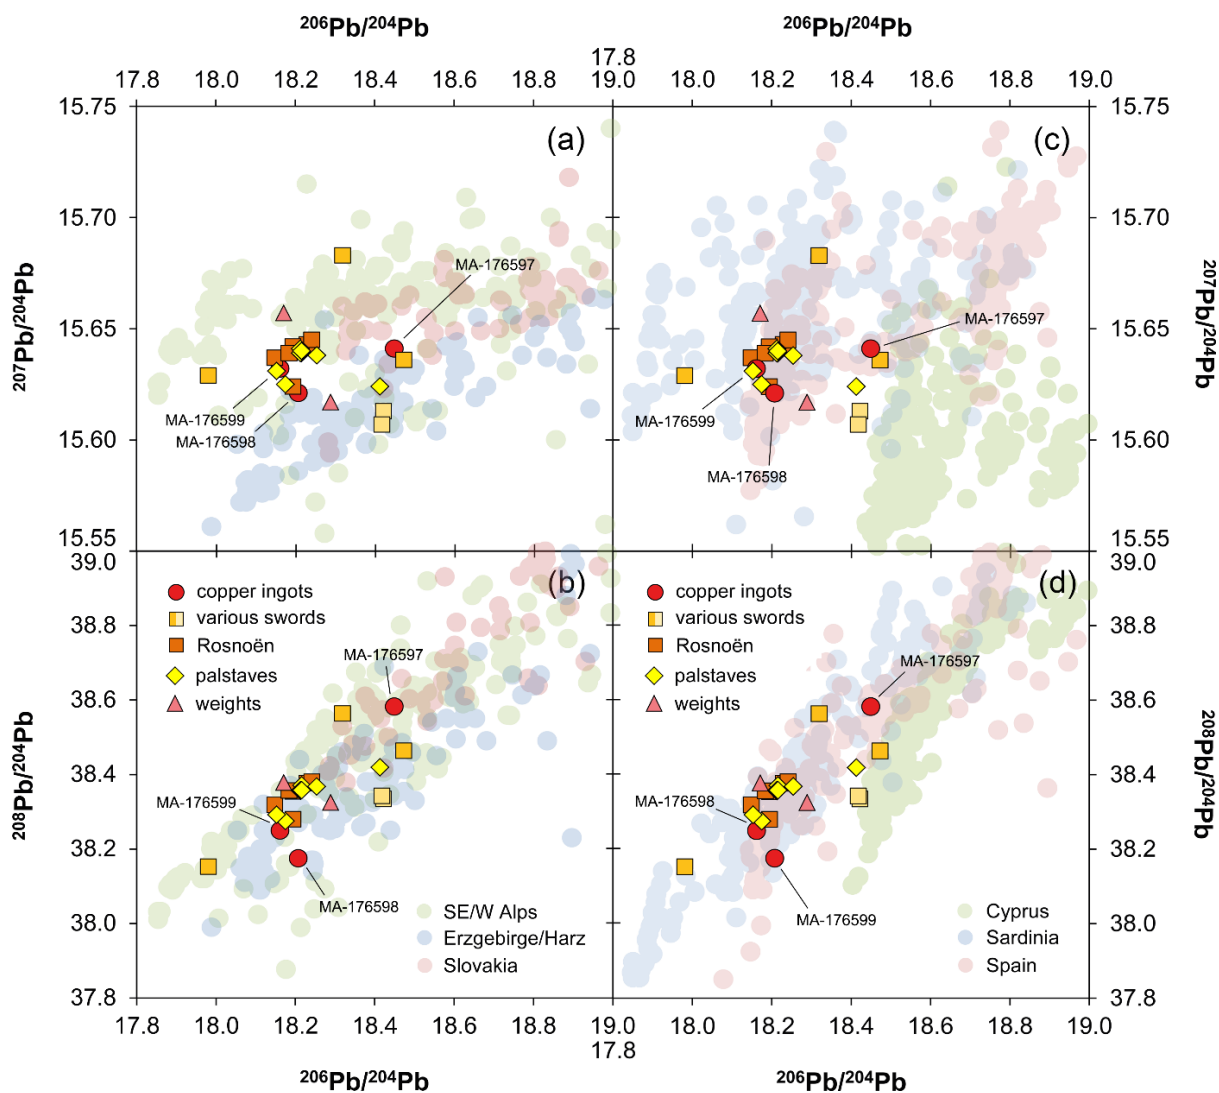 ²⁰⁶Pb/²⁰⁴Pb ²⁰⁶Pb/²⁰⁴Pb
17.8
17.8 18.0 18.2 18.4 18.6 18.8 19.0 18.0 18.2 18.4 18.6 18.8 19.0
15.75 (a) (c) 15.75
15.70 15.70
MA-176597
²⁰⁷Pb/²⁰⁴Pb ²⁰⁷Pb/²⁰⁴Pb
MA-176597
15.65 15.65
MA-176599 MA-176599
MA-176598
15.60 15.60
MA-176598
15.55 15.55
39.0 (b) (d) 39.0
copper ingots copper ingots
various swords various swords
38.8 38.8
Rosnoën Rosnoën
MA-176597 MA-176597
palstaves palstaves
weights weights
38.6 38.6
²⁰⁸Pb/²⁰⁴Pb ²⁰⁸Pb/²⁰⁴Pb
38.4 38.4
MA-176599 MA-176598
38.2 38.2
MA-176598 MA-176599
SE/W Alps Cyprus
38.0 38.0
Erzgebirge/Harz Sardinia
Slovakia Spain
37.8 37.8
17.8 18.0 18.2 18.4 18.6 18.8 19.0 18.0 18.2 18.4 18.6 18.8 19.0
17.8
²⁰⁶Pb/²⁰⁴Pb ²⁰⁶Pb/²⁰⁴Pb